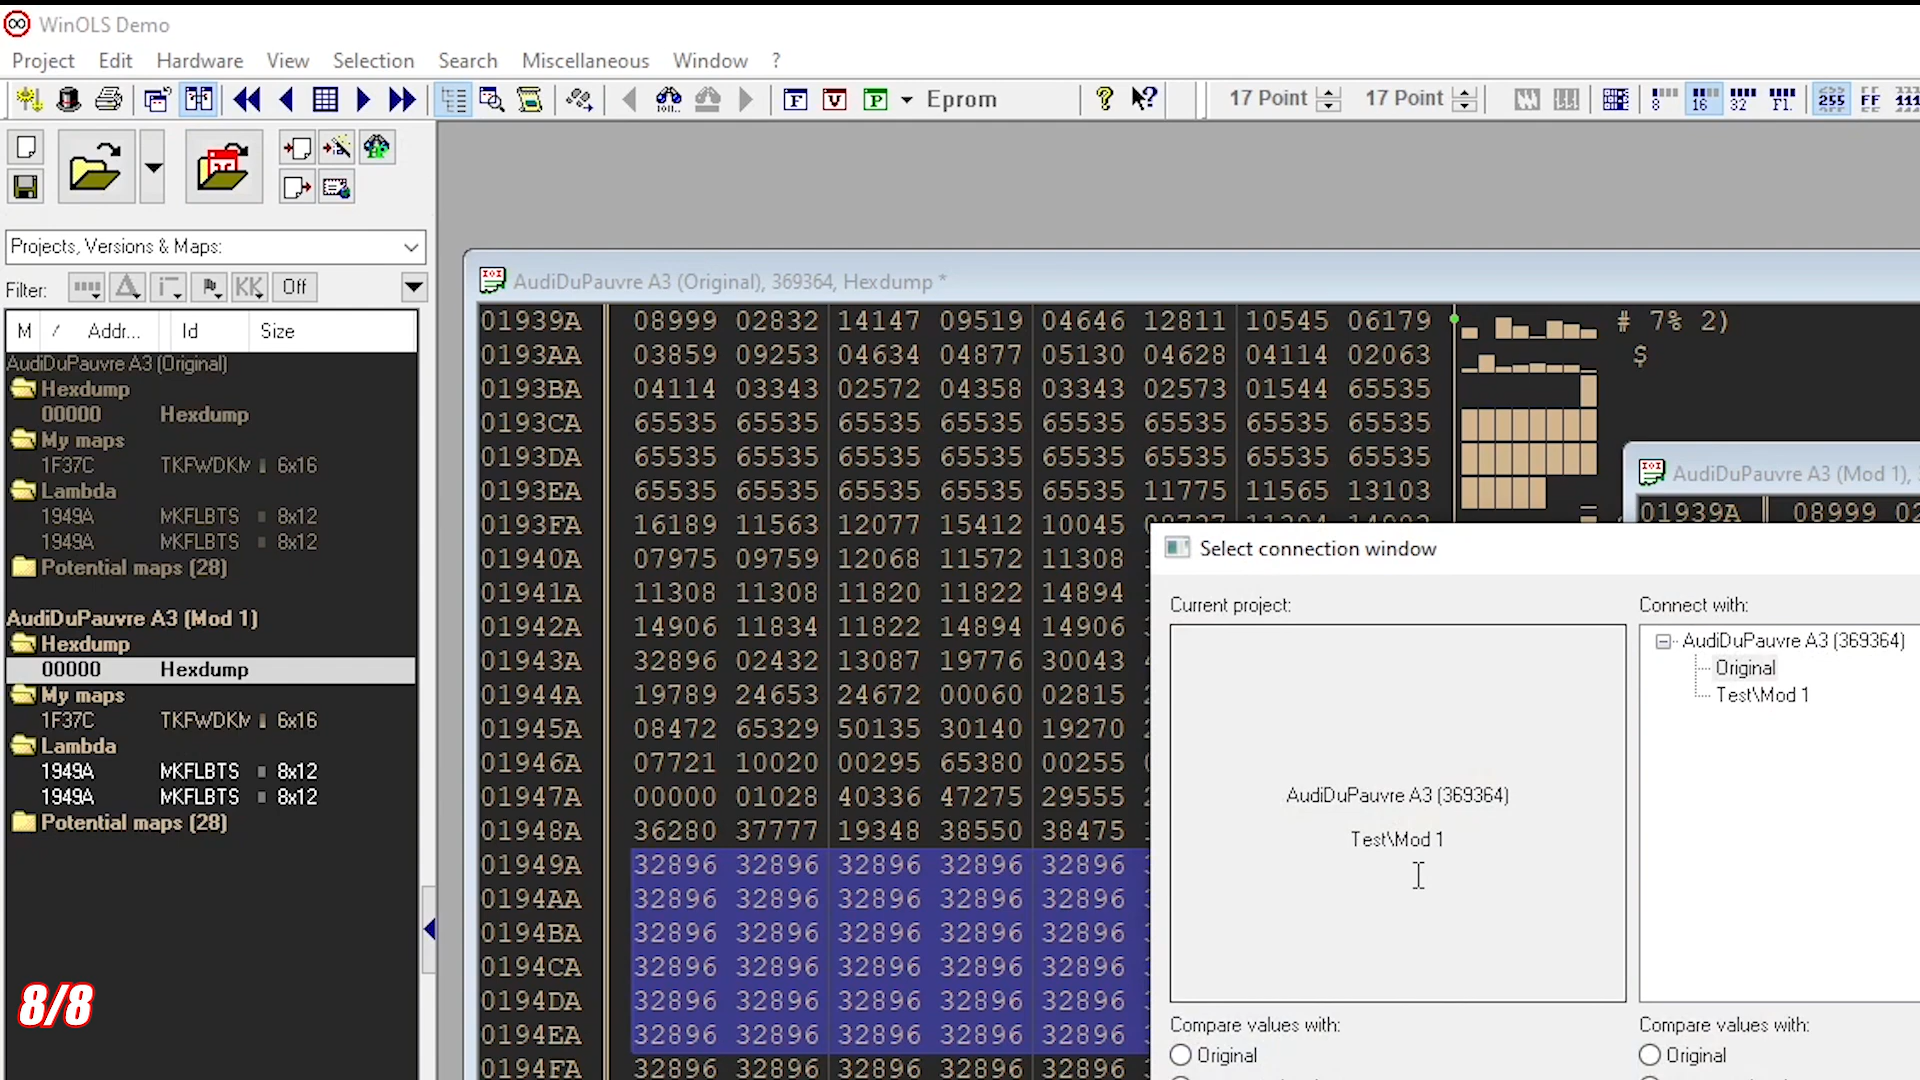 WinOLS Demo
Project Edit Hardware View Selection Search Miscellaneous Window ?
F V P Eprom 17 Point 17 Point 8 16 32 Fl. 255 FF 111
Projects, Versions & Maps:
Filter: KK Off
M / Addr... Id Size
AudiDuPauvre A3 (Original)
Hexdump
00000 Hexdump
My maps
1F37C TKFWDKM 6x16
Lambda
1949A MKFLBTS 8x12
1949A MKFLBTS 8x12
Potential maps (28)
AudiDuPauvre A3 (Mod 1)
Hexdump
00000 Hexdump
My maps
1F37C TKFWDKM 6x16
Lambda
1949A MKFLBTS 8x12
1949A MKFLBTS 8x12
Potential maps (28)
8/8
AudiDuPauvre A3 (Original), 369364, Hexdump *
01939A 08999 02832 14147 09519 04646 12811 10545 06179 # 7% 2)
0193AA 03859 09253 04634 04877 05130 04628 04114 02063 $
0193BA 04114 03343 02572 04358 03343 02573 01544 65535
0193CA 65535 65535 65535 65535 65535 65535 65535 65535
0193DA 65535 65535 65535 65535 65535 65535 65535 65535
0193EA 65535 65535 65535 65535 65535 11775 11565 13103
0193FA 16189 11563 12077 15412 10045
01940A 07975 09759 12068 11572 11308
01941A 11308 11308 11820 11822 14894
01942A 14906 11834 11822 14894 14906
01943A 32896 02432 13087 19776 30043
01944A 19789 24653 24672 00060 02815
01945A 08472 65329 50135 30140 19270
01946A 07721 10020 00295 65380 00255
01947A 00000 01028 40336 47275 29555
01948A 36280 37777 19348 38550 38475
01949A 32896 32896 32896 32896 32896
0194AA 32896 32896 32896 32896 32896
0194BA 32896 32896 32896 32896 32896
0194CA 32896 32896 32896 32896 32896
0194DA 32896 32896 32896 32896 32896
0194EA 32896 32896 32896 32896 32896
0194FA 32896 32896 32896 32896 32896
AudiDuPauvre A3 (Mod 1),
01939A 08999 02
Select connection window
Current project:
AudiDuPauvre A3 (369364)
Test\Mod 1
Compare values with:
Original
Connect with:
AudiDuPauvre A3 (369364)
Original
Test\Mod 1
Compare values with:
Original